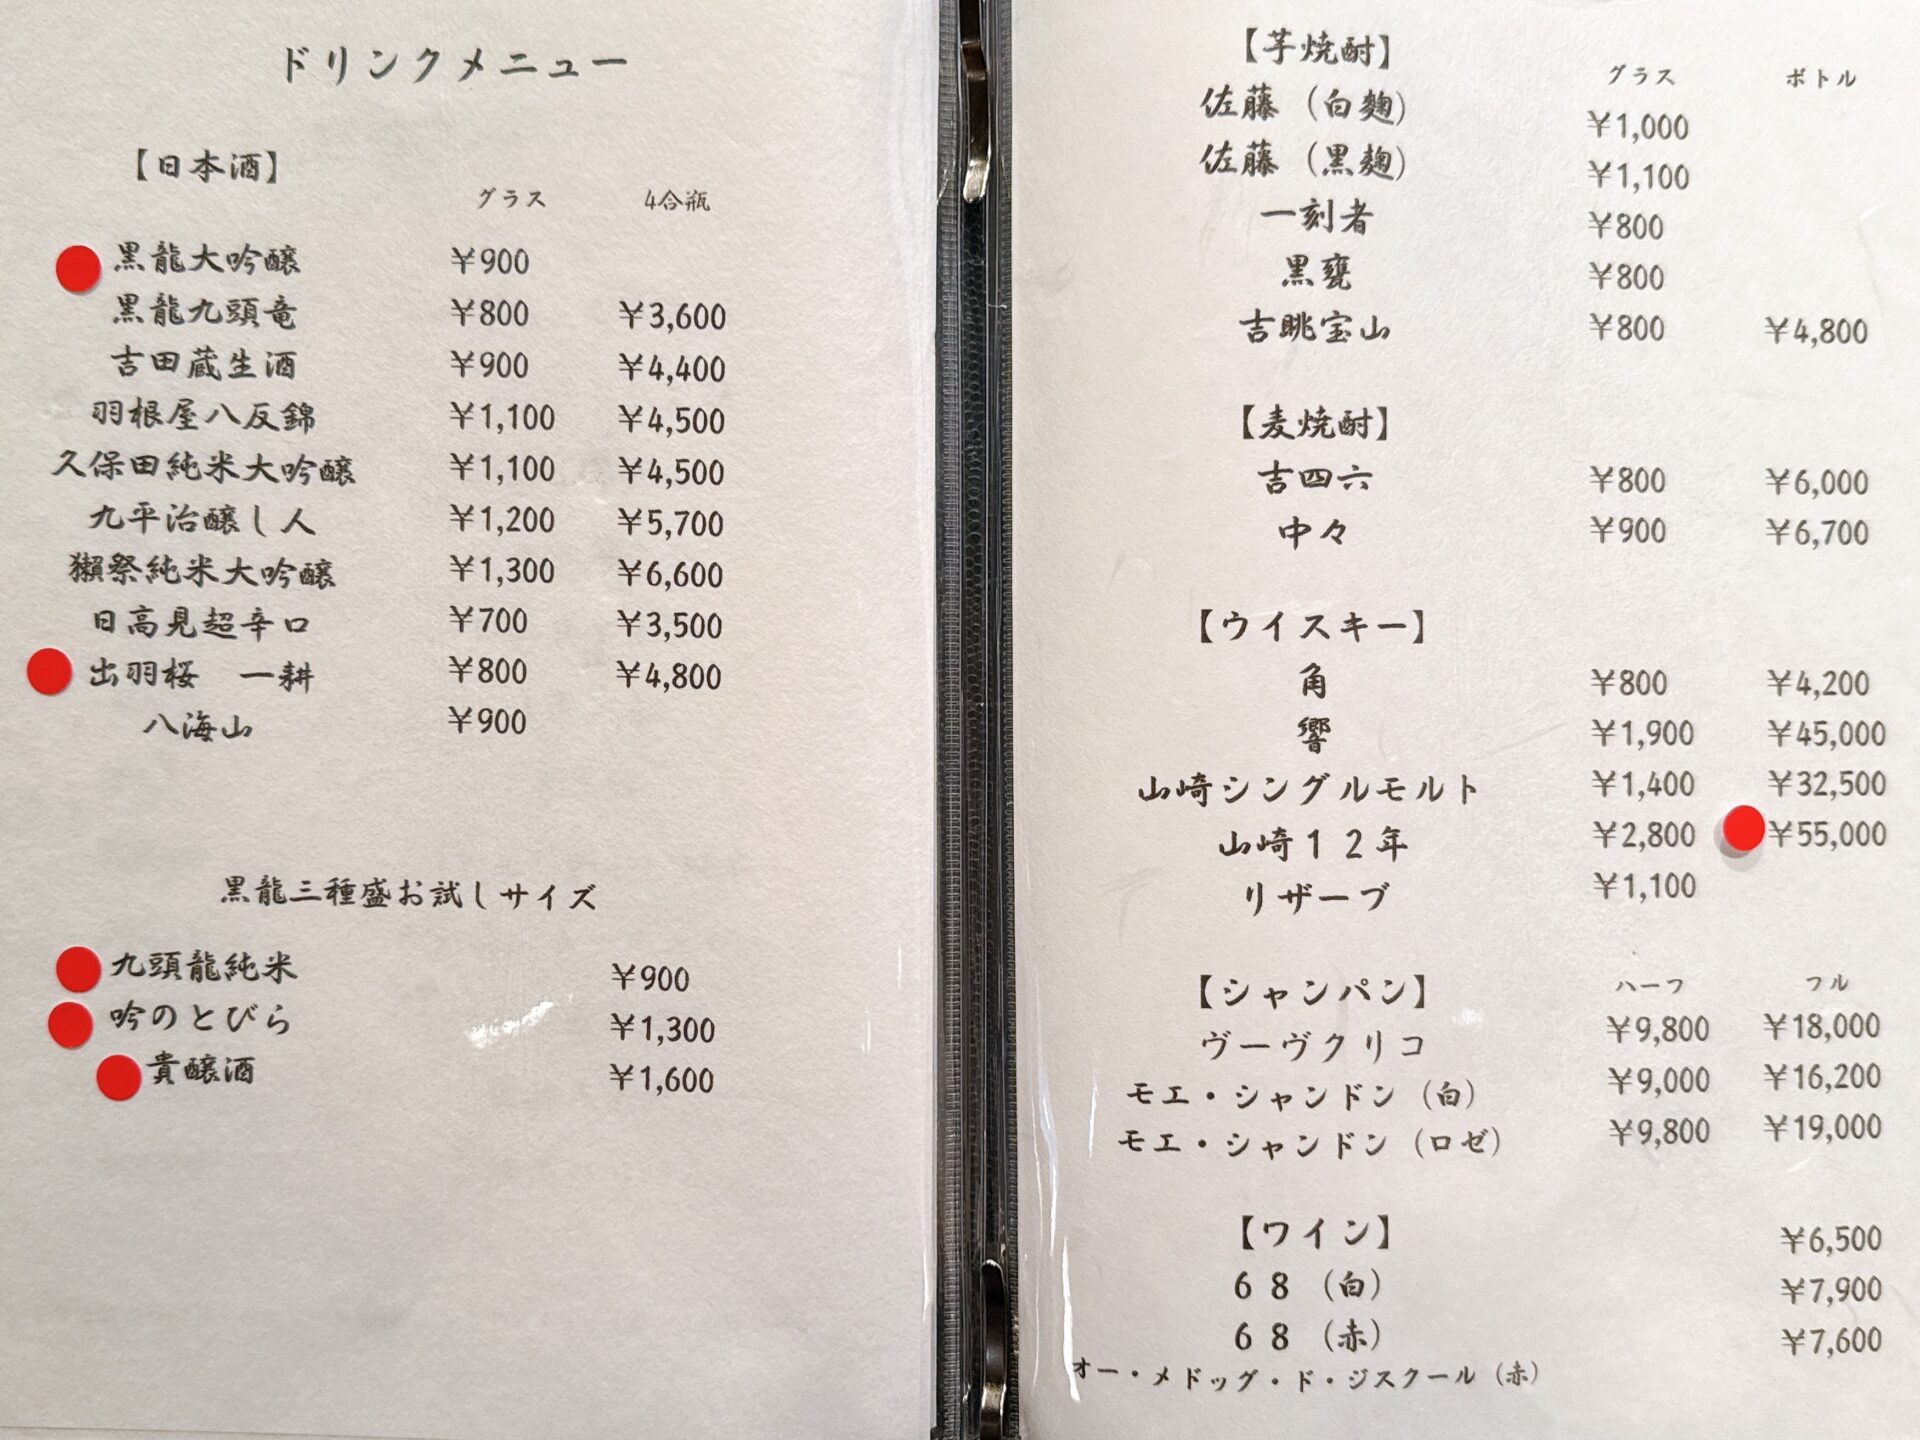 ドリンクメニュー
【日本酒】
グラス 4合瓶
黒龍大吟醸 ￥900
黒龍九頭竜 ￥800 ￥3,600
吉田蔵生酒 ￥900 ￥4,400
羽根屋八反錦 ￥1,100 ￥4,500
久保田純米大吟醸 ￥1,100 ￥4,500
九平治醸し人 ￥1,200 ￥5,700
獺祭純米大吟醸 ￥1,300 ￥6,600
日高見超辛口 ￥700 ￥3,500
出羽桜　一耕 ￥800 ￥4,800
八海山 ￥900
黒龍三種盛お試しサイズ
九頭龍純米 ￥900
吟のとびら ￥1,300
貴醸酒 ￥1,600
【芋焼酎】
グラス ボトル
佐藤（白麹） ￥1,000
佐藤（黒麹） ￥1,100
一刻者 ￥800
黒甕 ￥800
吉眺宝山 ￥800 ￥4,800
【麦焼酎】
吉四六 ￥800 ￥6,000
中々 ￥900 ￥6,700
【ウイスキー】
角 ￥800 ￥4,200
響 ￥1,900 ￥45,000
山崎シングルモルト ￥1,400 ￥32,500
山崎１２年 ￥2,800 ￥55,000
リザーブ ￥1,100
【シャンパン】 ハーフ フル
ヴーヴクリコ ￥9,800 ￥18,000
モエ・シャンドン（白） ￥9,000 ￥16,200
モエ・シャンドン（ロゼ） ￥9,800 ￥19,000
【ワイン】 ￥6,500
６８（白） ￥7,900
６８（赤） ￥7,600
オー・メドッグ・ド・ジスクール（赤）